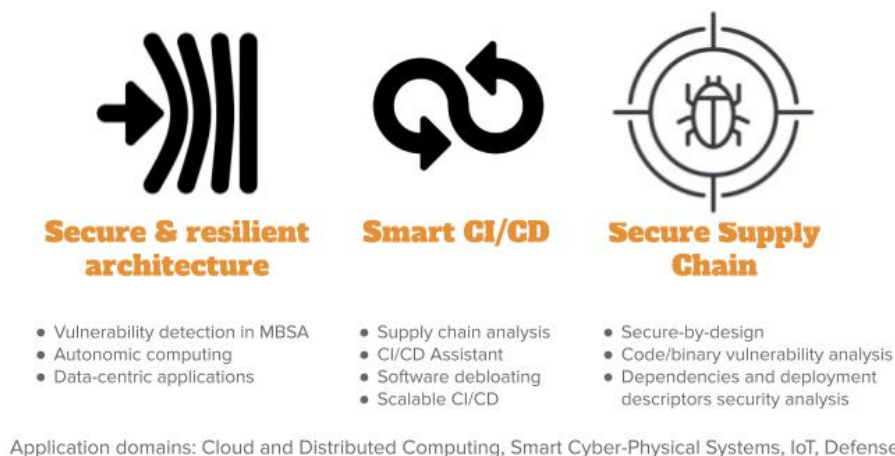 Secure & resilient
architecture
Smart CI/CD
Secure Supply
Chain
● Vulnerability detection in MBSA
● Autonomic computing
● Data-centric applications
● Supply chain analysis
● CI/CD Assistant
● Software debloating
● Scalable CI/CD
● Secure-by-design
● Code/binary vulnerability analysis
● Dependencies and deployment
descriptors security analysis
Application domains: Cloud and Distributed Computing, Smart Cyber-Physical Systems, IoT, Defense